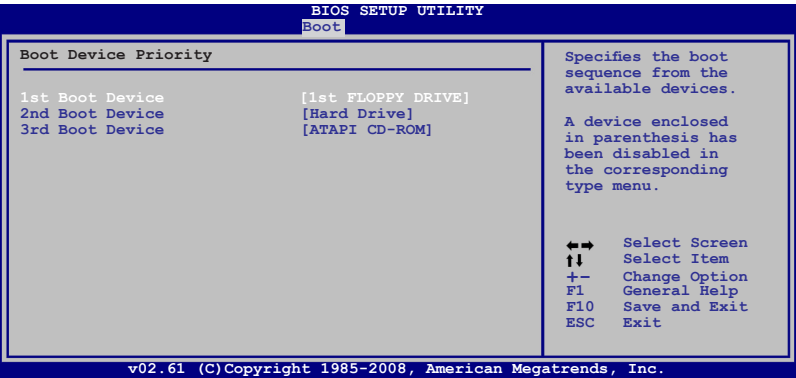 BIOS SETUP UTILITY
Boot
Boot Device Priority
1st Boot Device [1st FLOPPY DRIVE]
2nd Boot Device [Hard Drive]
3rd Boot Device [ATAPI CD-ROM]
Specifies the boot
sequence from the
available devices.
A device enclosed
in parenthesis has
been disabled in
the corresponding
type menu.
←→ Select Screen
↑↓ Select Item
+- Change Option
F1 General Help
F10 Save and Exit
ESC Exit
v02.61 (C)Copyright 1985-2008, American Megatrends, Inc.